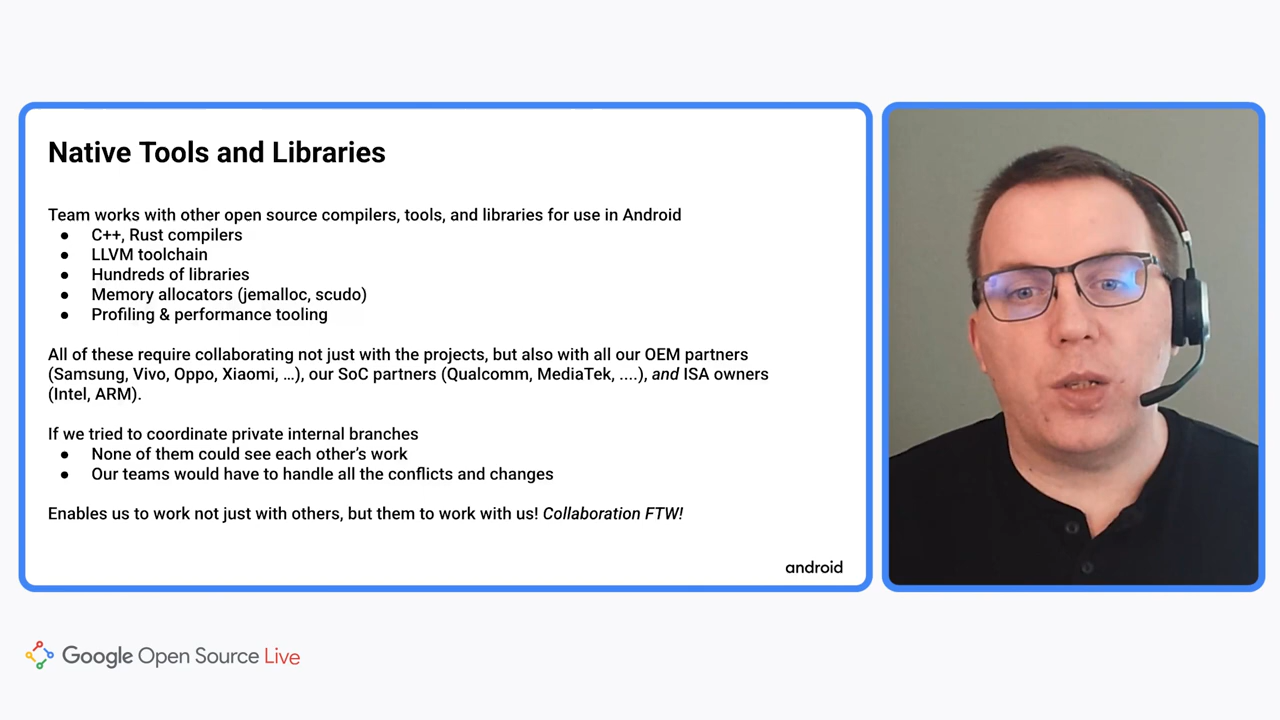 Native Tools and Libraries
Team works with other open source compilers, tools, and libraries for use in Android
● C++, Rust compilers
● LLVM toolchain
● Hundreds of libraries
● Memory allocators (jemalloc, scudo)
● Profiling & performance tooling
All of these require collaborating not just with the projects, but also with all our OEM partners
(Samsung, Vivo, Oppo, Xiaomi, …), our SoC partners (Qualcomm, MediaTek, ....), and ISA owners
(Intel, ARM).
If we tried to coordinate private internal branches
● None of them could see each other’s work
● Our teams would have to handle all the conflicts and changes
Enables us to work not just with others, but them to work with us! Collaboration FTW!
android
Google Open Source Live